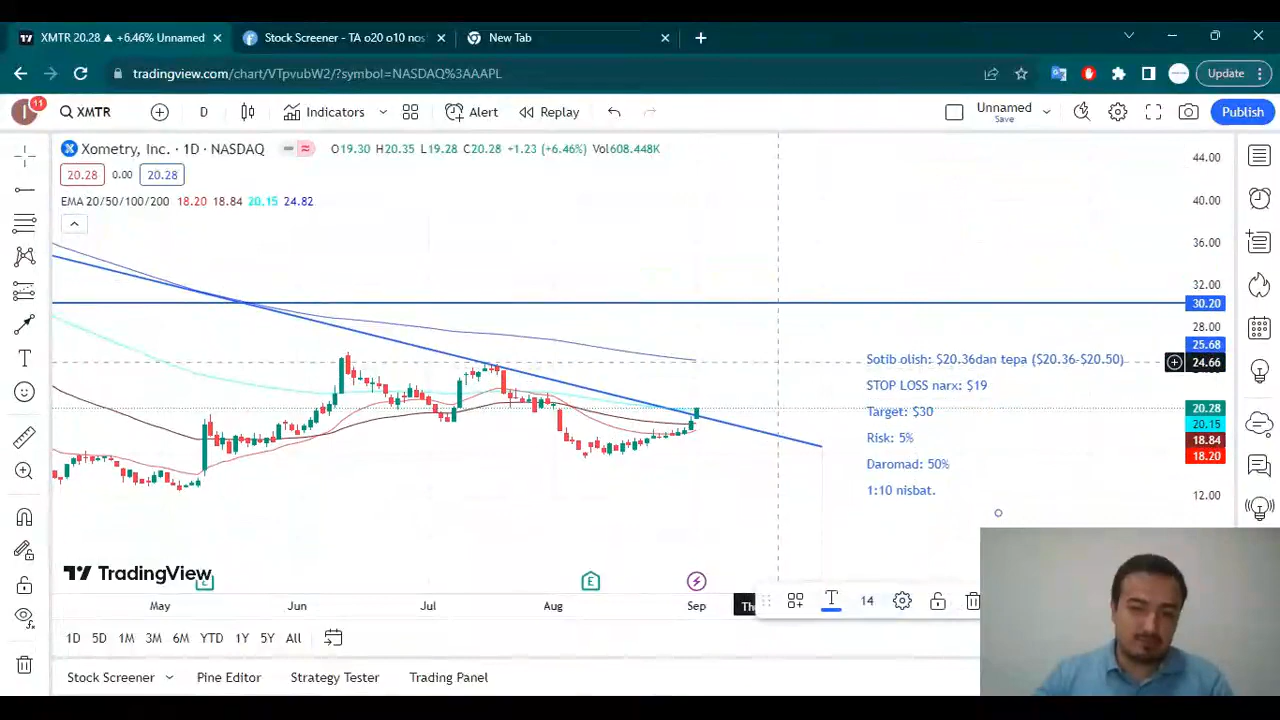 XMTR 20.28 ▲ +6.46% Unnamed
Stock Screener - TA o20 o10 nos
New Tab
tradingview.com/chart/VTpvubW2/?symbol=NASDAQ%3AAAPL
Update
11
I
XMTR
D
Indicators
Alert
Replay
Unnamed
Save
Publish
Xometry, Inc. · 1D · NASDAQ
O19.30 H20.35 L19.28 C20.28 +1.23 (+6.46%) Vol608.448K
20.28 0.00 20.28
EMA 20/50/100/200 18.20 18.84 20.15 24.82
44.00
40.00
36.00
32.00
30.20
28.00
25.68
24.66
20.28
20.15
18.84
18.20
12.00
Sotib olish: $20.36dan tepa ($20.36-$20.50)
STOP LOSS narx: $19
Target: $30
Risk: 5%
Daromad: 50%
1:10 nisbat.
TradingView
E
May Jun Jul Aug Sep
14
1D 5D 1M 3M 6M YTD 1Y 5Y All
Stock Screener
Pine Editor
Strategy Tester
Trading Panel